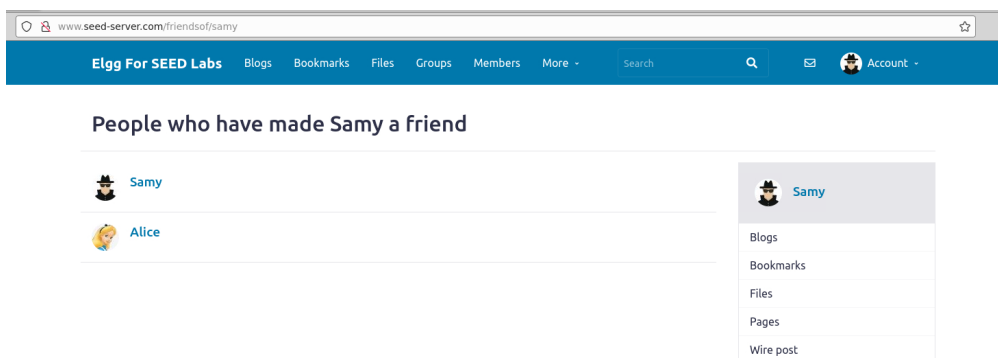 www.seed-server.com/friendsof/samy
Elgg For SEED Labs Blogs Bookmarks Files Groups Members More Search Account
People who have made Samy a friend
Samy
Alice
Samy
Blogs
Bookmarks
Files
Pages
Wire post